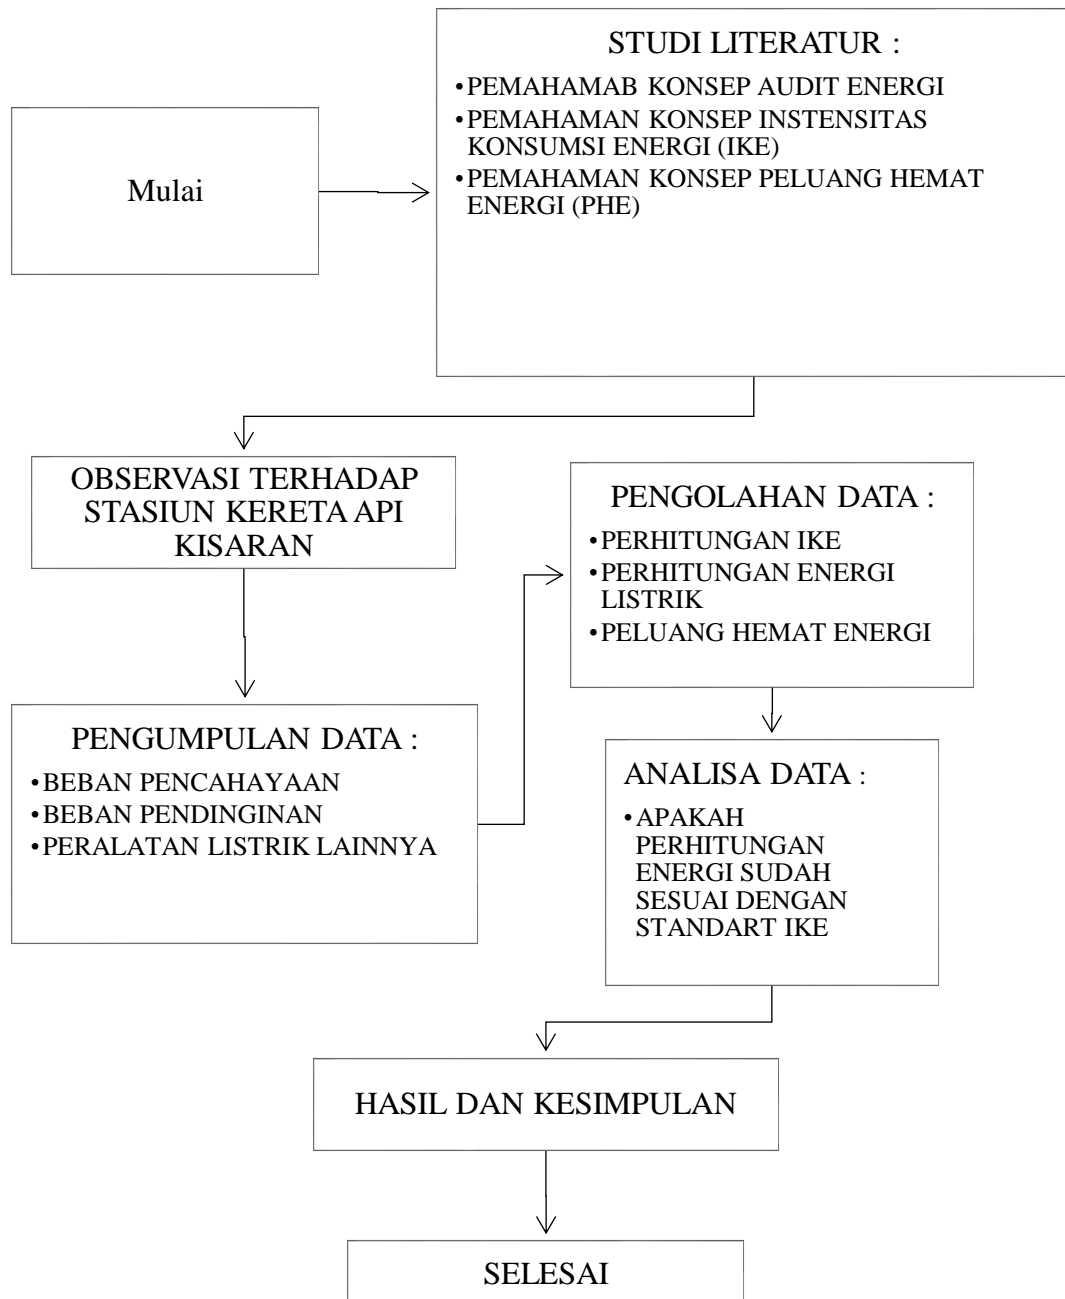 Mulai
STUDI LITERATUR :
•PEMAHAMAB KONSEP AUDIT ENERGI
•PEMAHAMAN KONSEP INSTENSITAS
KONSUMSI ENERGI (IKE)
•PEMAHAMAN KONSEP PELUANG HEMAT
ENERGI (PHE)
OBSERVASI TERHADAP
STASIUN KERETA API
KISARAN
PENGUMPULAN DATA :
•BEBAN PENCAHAYAAN
•BEBAN PENDINGINAN
•PERALATAN LISTRIK LAINNYA
PENGOLAHAN DATA :
•PERHITUNGAN IKE
•PERHITUNGAN ENERGI
LISTRIK
•PELUANG HEMAT ENERGI
ANALISA DATA :
•APAKAH
PERHITUNGAN
ENERGI SUDAH
SESUAI DENGAN
STANDART IKE
HASIL DAN KESIMPULAN
SELESAI